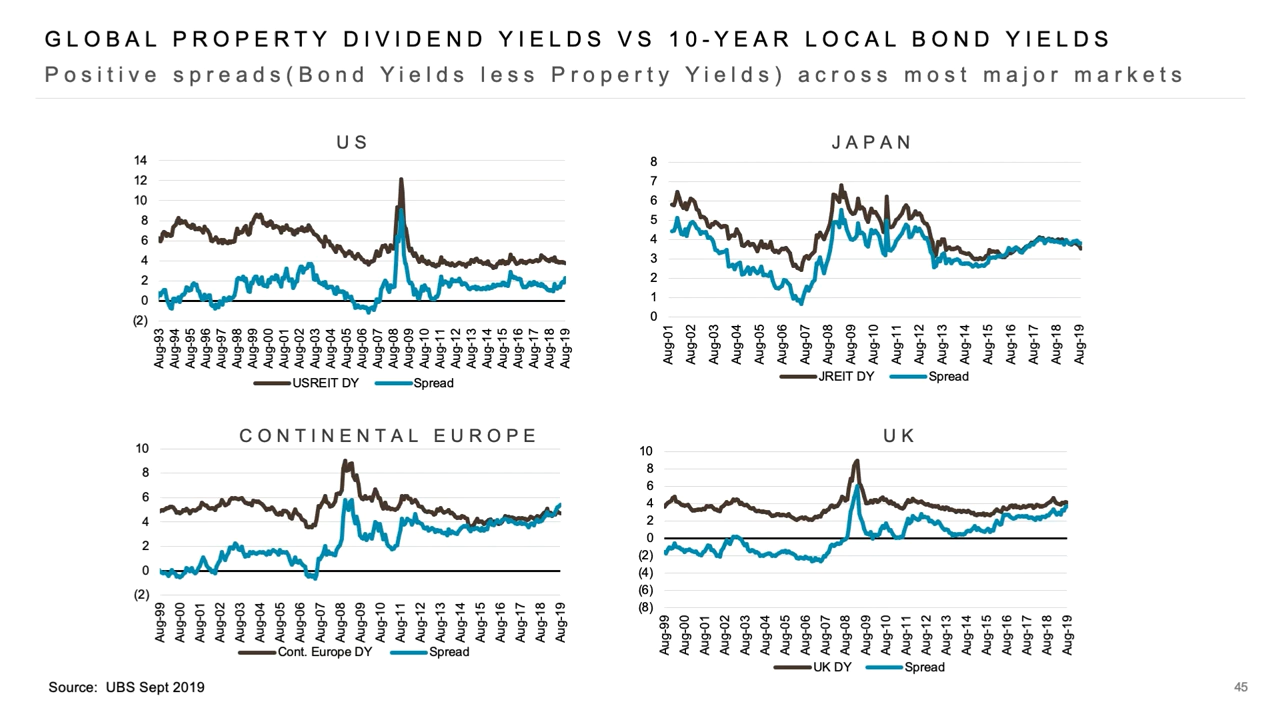 GLOBAL PROPERTY DIVIDEND YIELDS VS 10-YEAR LOCAL BOND YIELDS
Positive spreads(Bond Yields less Property Yields) across most major markets
US
14
12
10
8
6
4
2
0
(2)
Aug-93
Aug-94
Aug-95
Aug-96
Aug-97
Aug-98
Aug-99
Aug-00
Aug-01
Aug-02
Aug-03
Aug-04
Aug-05
Aug-06
Aug-07
Aug-08
Aug-09
Aug-10
Aug-11
Aug-12
Aug-13
Aug-14
Aug-15
Aug-16
Aug-17
Aug-18
Aug-19
USREIT DY
Spread
JAPAN
8
7
6
5
4
3
2
1
0
Aug-01
Aug-02
Aug-03
Aug-04
Aug-05
Aug-06
Aug-07
Aug-08
Aug-09
Aug-10
Aug-11
Aug-12
Aug-13
Aug-14
Aug-15
Aug-16
Aug-17
Aug-18
Aug-19
JREIT DY
Spread
CONTINENTAL EUROPE
10
8
6
4
2
0
(2)
Aug-99
Aug-00
Aug-01
Aug-02
Aug-03
Aug-04
Aug-05
Aug-06
Aug-07
Aug-08
Aug-09
Aug-10
Aug-11
Aug-12
Aug-13
Aug-14
Aug-15
Aug-16
Aug-17
Aug-18
Aug-19
Cont. Europe DY
Spread
UK
10
8
6
4
2
0
(2)
(4)
(6)
(8)
Aug-99
Aug-00
Aug-01
Aug-02
Aug-03
Aug-04
Aug-05
Aug-06
Aug-07
Aug-08
Aug-09
Aug-10
Aug-11
Aug-12
Aug-13
Aug-14
Aug-15
Aug-16
Aug-17
Aug-18
Aug-19
UK DY
Spread
Source: UBS Sept 2019
45